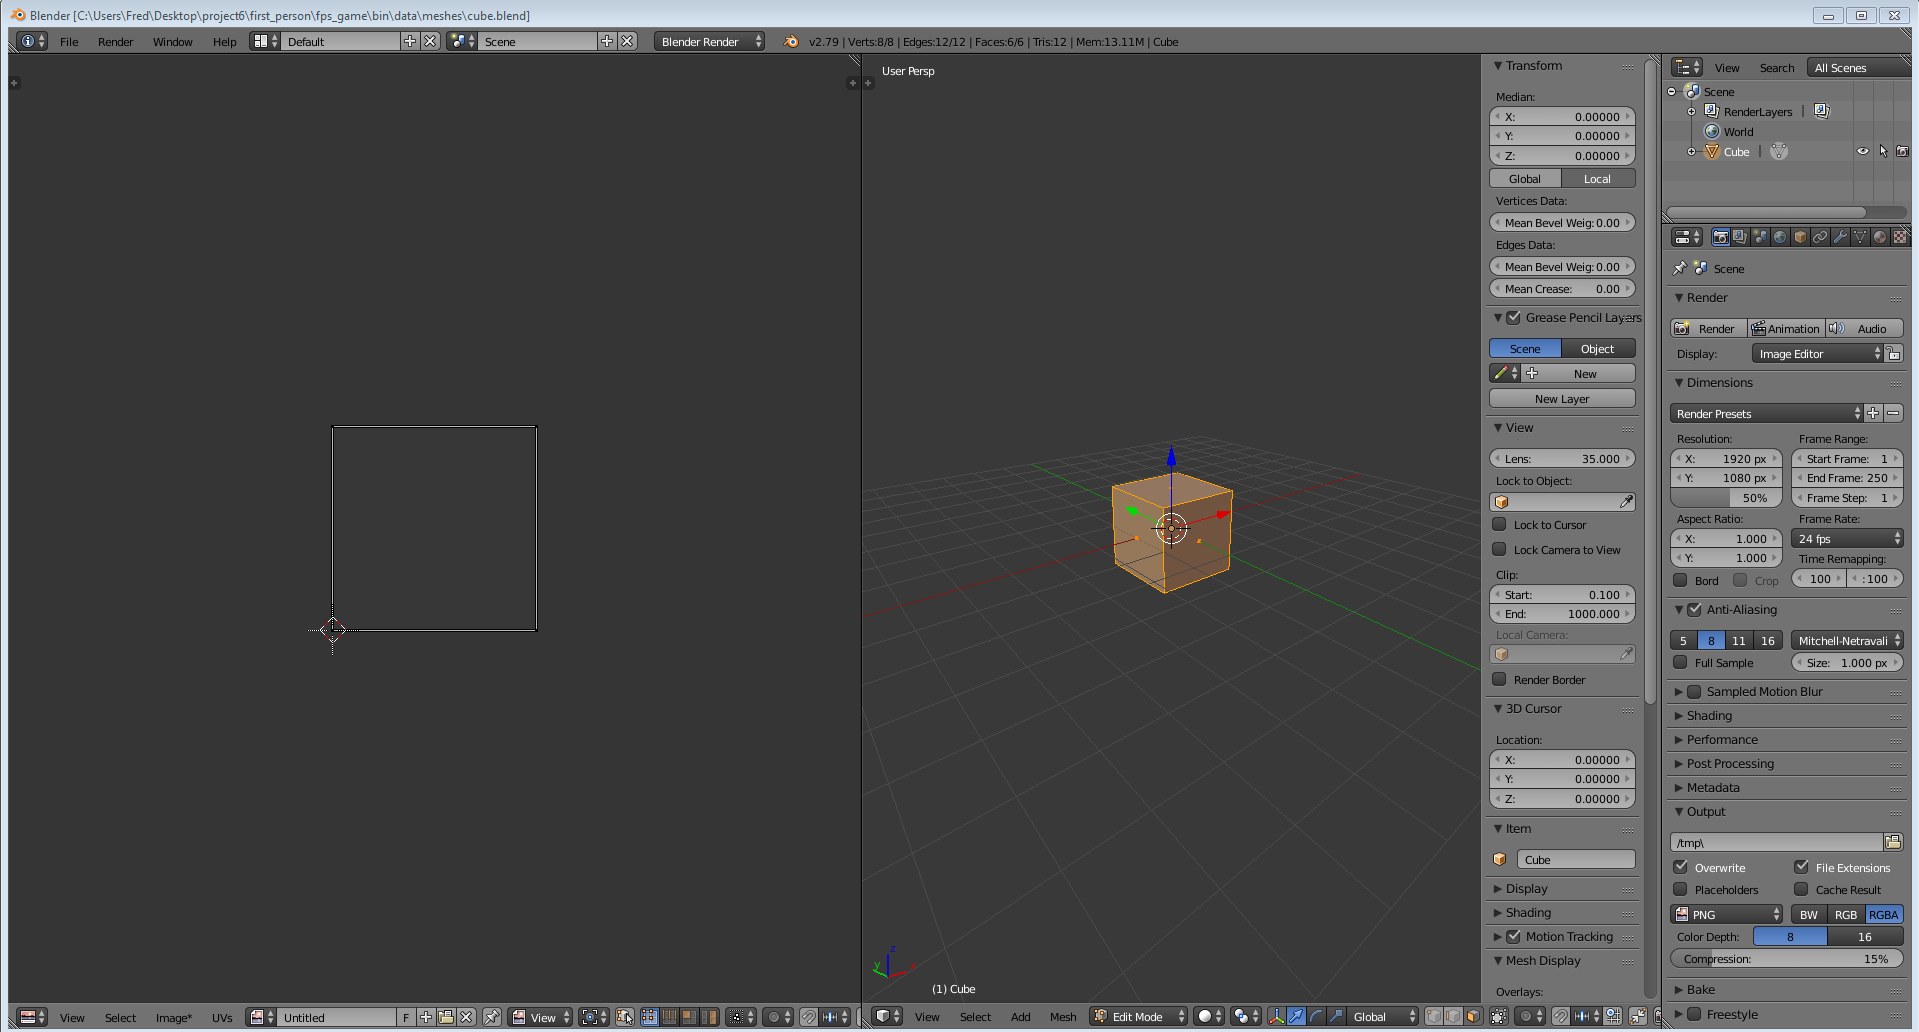 Blender [C:\Users\Fred\Desktop\project6\first_person\fps_game\bin\data\meshes\cube.blend]
File Render Window Help Default Scene Blender Render v2.79 | Verts:8/8 | Edges:12/12 | Faces:6/6 | Tris:12 | Mem:13.11M | Cube
User Persp
z
y
x
(1) Cube
Transform
Median:
X: 0.00000
Y: 0.00000
Z: 0.00000
Global Local
Vertices Data:
Mean Bevel Weig: 0.00
Edges Data:
Mean Bevel Weig: 0.00
Mean Crease: 0.00
Grease Pencil Layers
Scene Object
New
New Layer
View
Lens: 35.000
Lock to Object:
Lock to Cursor
Lock Camera to View
Clip:
Start: 0.100
End: 1000.000
Local Camera:
Render Border
3D Cursor
Location:
X: 0.00000
Y: 0.00000
Z: 0.00000
Item
Cube
Display
Shading
Motion Tracking
Mesh Display
Overlays:
View Search All Scenes
Scene
RenderLayers |
World
Cube |
Scene
Render
Render Animation Audio
Display: Image Editor
Dimensions
Render Presets
Resolution: Frame Range:
X: 1920 px Start Frame: 1
Y: 1080 px End Frame: 250
50% Frame Step: 1
Aspect Ratio: Frame Rate:
X: 1.000 24 fps
Y: 1.000 Time Remapping:
Bord Crop 100 : 100
Anti-Aliasing
5 8 11 16 Mitchell-Netravali
Full Sample Size: 1.000 px
Sampled Motion Blur
Shading
Performance
Post Processing
Metadata
Output
/tmp\
Overwrite File Extensions
Placeholders Cache Result
PNG BW RGB RGBA
Color Depth: 8 16
Compression: 15%
Bake
Freestyle
View Select Image* UVs Untitled F View
View Select Add Mesh Edit Mode Global